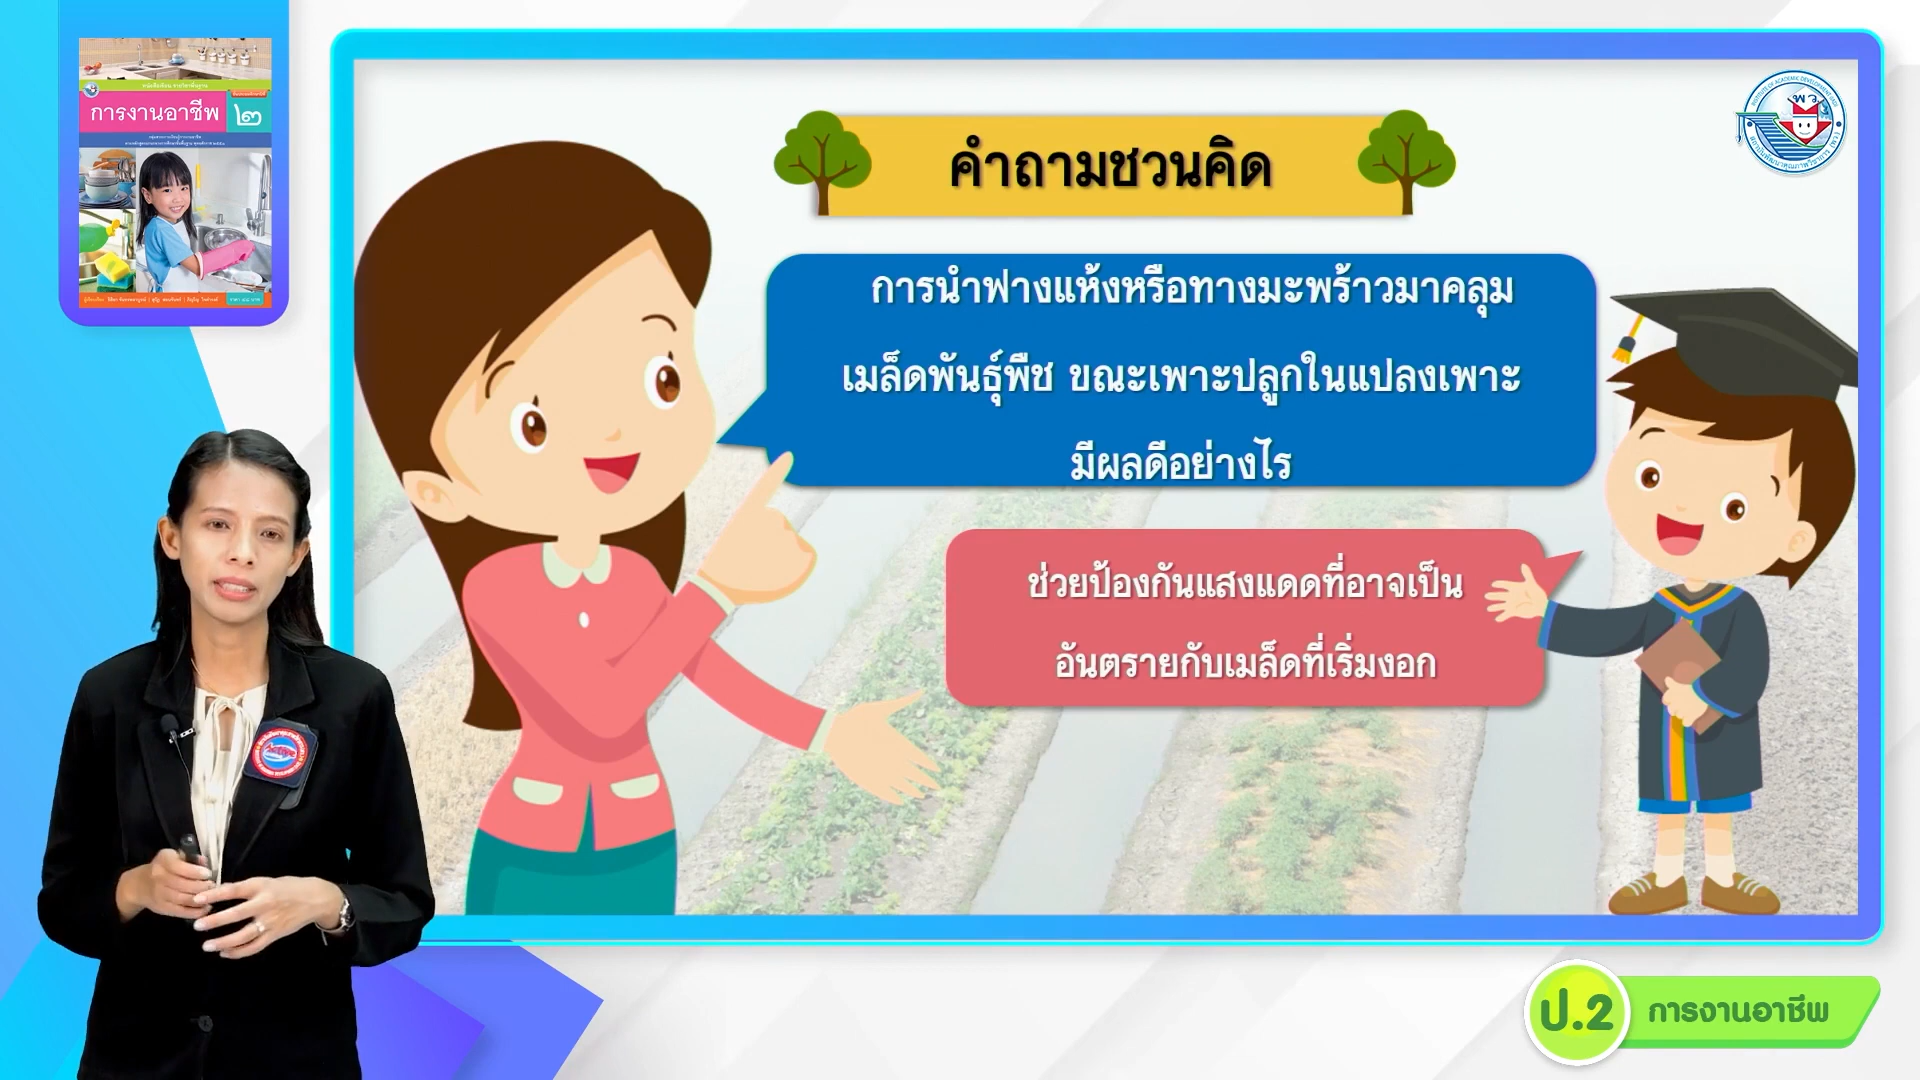 การงานอาชีพ ๒
คำถามชวนคิด
พว
การนำฟางแห้งหรือทางมะพร้าวมาคลุม
เมล็ดพันธุ์พืช ขณะเพาะปลูกในแปลงเพาะ
มีผลดีอย่างไร
ช่วยป้องกันแสงแดดที่อาจเป็น
อันตรายกับเมล็ดที่เริ่มงอก
Active
ป.2 การงานอาชีพ